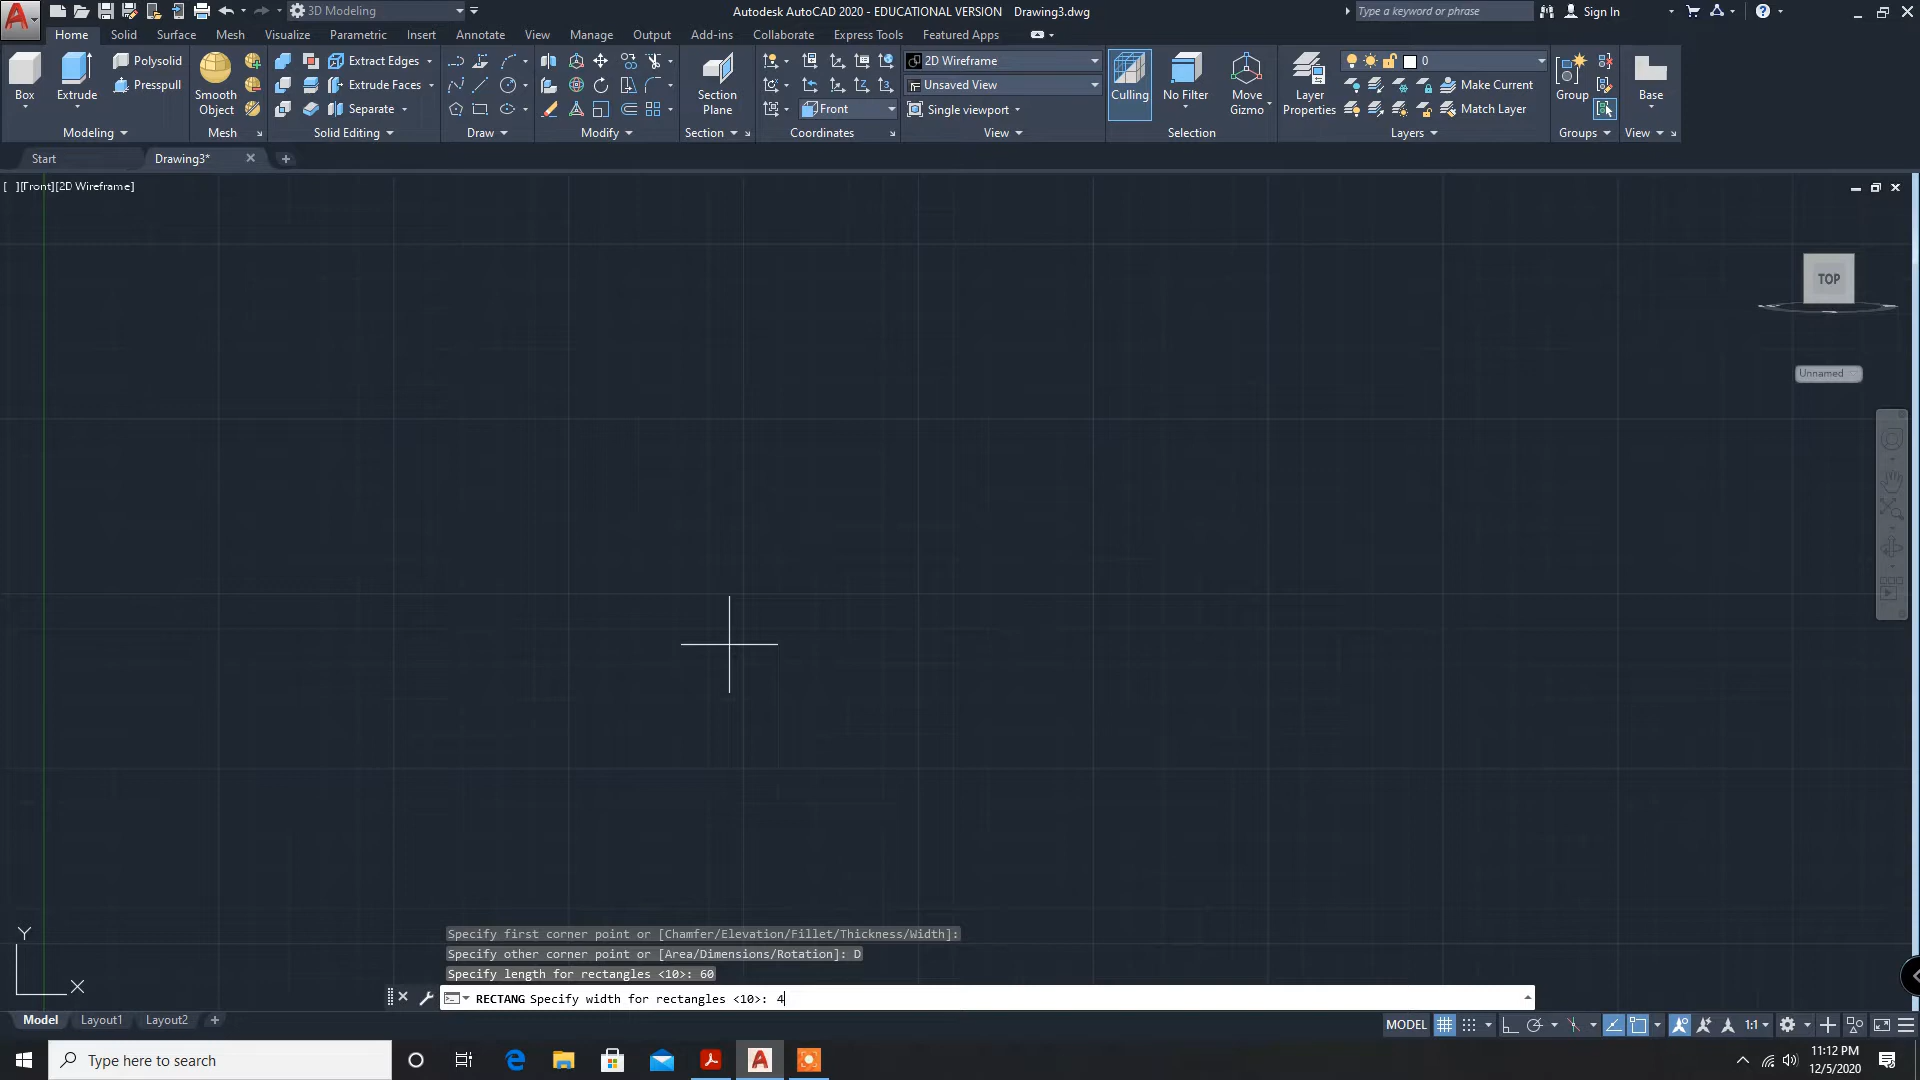 3D Modeling
Autodesk AutoCAD 2020 - EDUCATIONAL VERSION Drawing3.dwg
Type a keyword or phrase
Sign In
Home Solid Surface Mesh Visualize Parametric Insert Annotate View Manage Output Add-ins Collaborate Express Tools Featured Apps
Box
Extrude
Polysolid
Presspull
Modeling
Smooth
Object
Mesh
Extract Edges
Extrude Faces
Separate
Solid Editing
Draw
Modify
Section
Plane
Section
Front
Coordinates
2D Wireframe
Unsaved View
Single viewport
View
Culling
No Filter
Move
Gizmo
Selection
Layer
Properties
0
Make Current
Match Layer
Layers
Group
Groups
Base
View
Start
Drawing3*
[ ][Front][2D Wireframe]
TOP
Unnamed
Y
X
Specify first corner point or [Chamfer/Elevation/Fillet/Thickness/Width]:
Specify other corner point or [Area/Dimensions/Rotation]: D
Specify length for rectangles <10>: 60
RECTANG Specify width for rectangles <10>: 4
Model Layout1 Layout2
MODEL
1:1
Type here to search
11:12 PM
12/5/2020